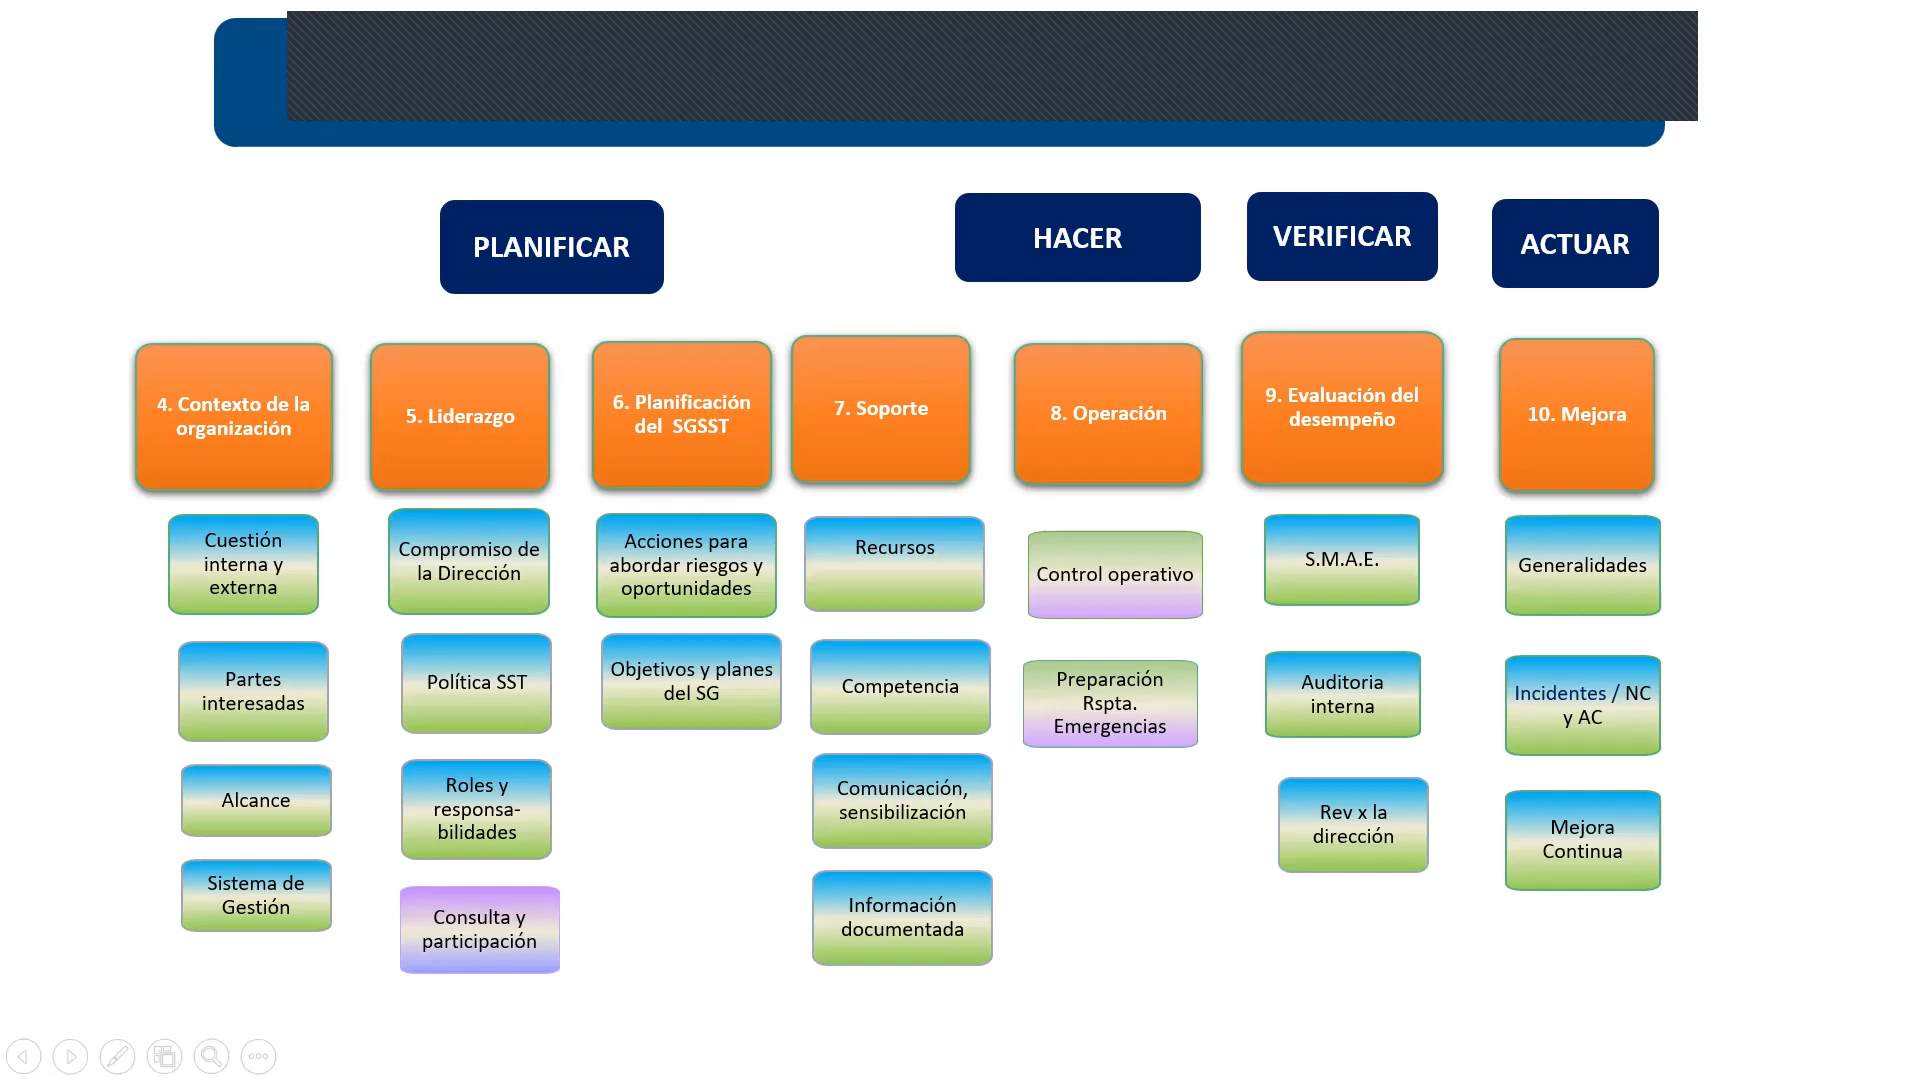 PLANIFICAR
HACER
VERIFICAR
ACTUAR
4. Contexto de la
organización
5. Liderazgo
6. Planificación
del SGSST
7. Soporte
8. Operación
9. Evaluación del
desempeño
10. Mejora
Cuestión
interna y
externa
Partes
interesadas
Alcance
Sistema de
Gestión
Compromiso de
la Dirección
Política SST
Roles y
responsa-
bilidades
Consulta y
participación
Acciones para
abordar riesgos y
oportunidades
Objetivos y planes
del SG
Recursos
Competencia
Comunicación,
sensibilización
Información
documentada
Control operativo
Preparación
Rspta.
Emergencias
S.M.A.E.
Auditoria
interna
Rev x la
dirección
Generalidades
Incidentes / NC
y AC
Mejora
Continua